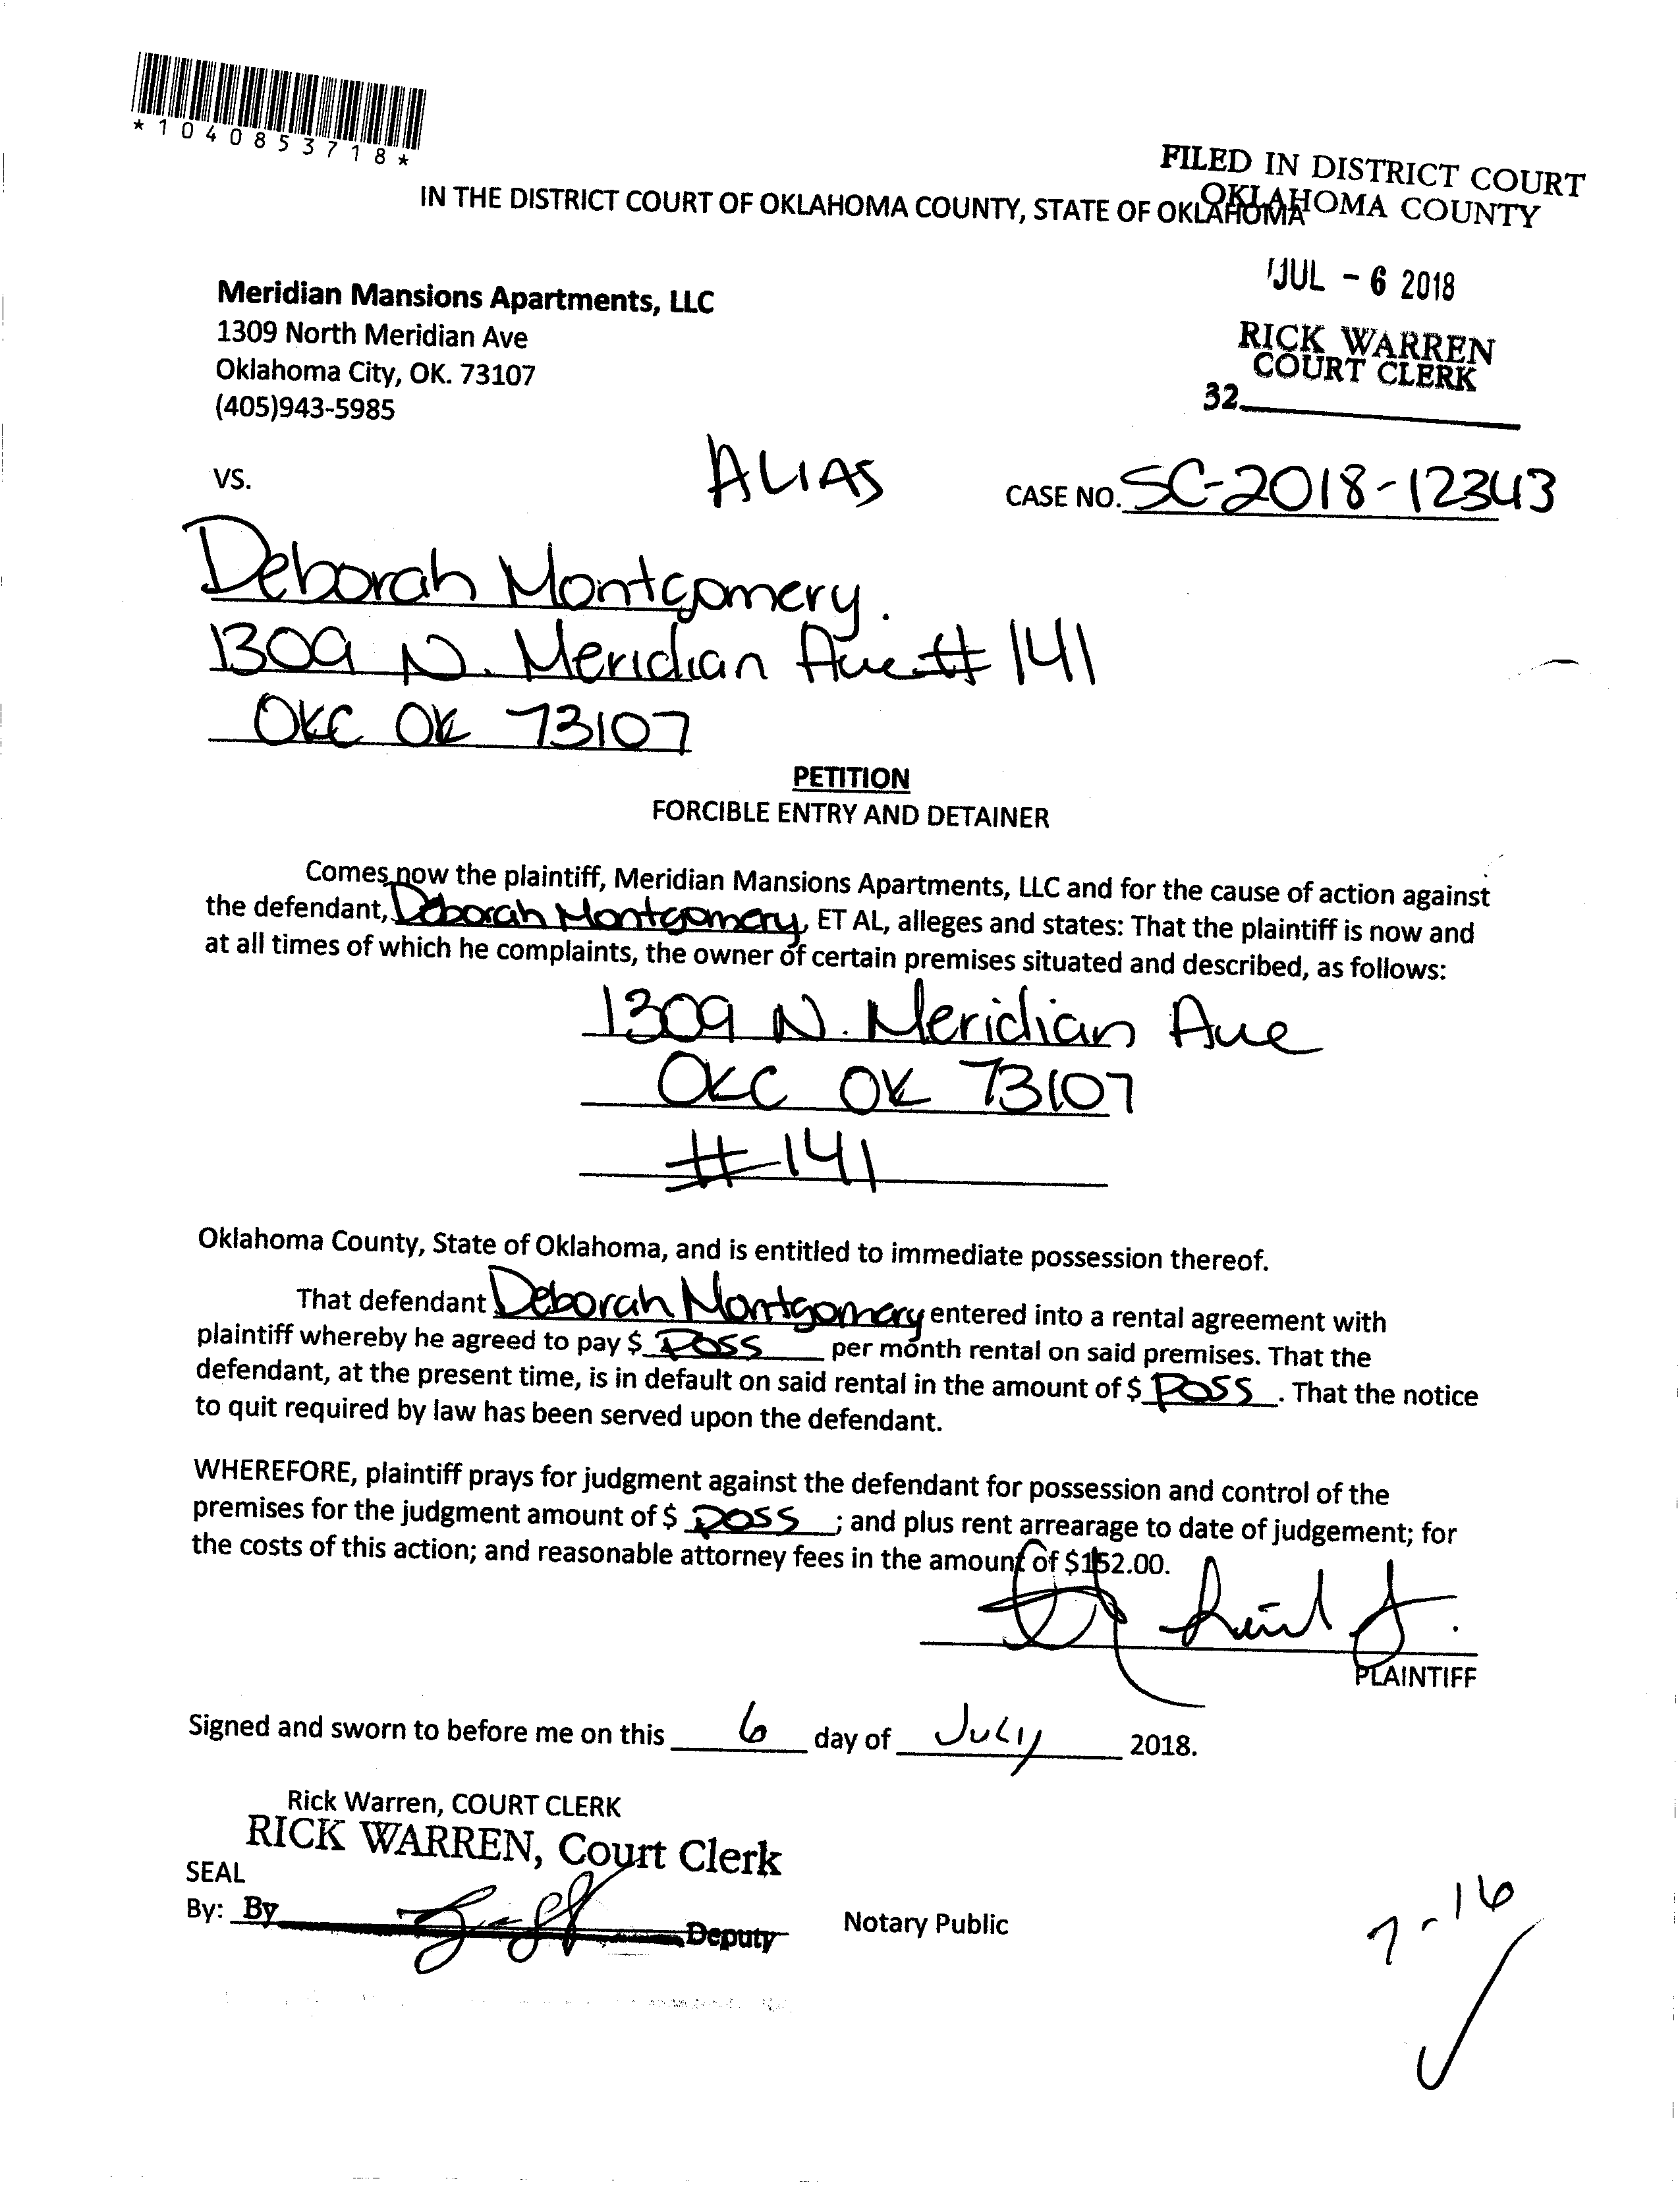 *1040853718*
FILED IN DISTRICT COURT
OKLAHOMA COUNTY
IN THE DISTRICT COURT OF OKLAHOMA COUNTY, STATE OF OKLAHOMA
JUL - 6 2018
RICK WARREN
COURT CLERK
32
Meridian Mansions Apartments, LLC
1309 North Meridian Ave
Oklahoma City, OK. 73107
(405)943-5985
VS.
ALIAS
CASE NO. SC-2018-12343
Deborah Montgomery.
1309 N. Meridian Ave # 141
OKC OK 73107
PETITION
FORCIBLE ENTRY AND DETAINER
Comes now the plaintiff, Meridian Mansions Apartments, LLC and for the cause of action against
the defendant, Deborah Montgomery, ET AL, alleges and states: That the plaintiff is now and
at all times of which he complaints, the owner of certain premises situated and described, as follows:
1309 N. Meridian Ave
OKC OK 73107
#141
Oklahoma County, State of Oklahoma, and is entitled to immediate possession thereof.
That defendant Deborah Montgomery entered into a rental agreement with
plaintiff whereby he agreed to pay $ Poss per month rental on said premises. That the
defendant, at the present time, is in default on said rental in the amount of $ Poss. That the notice
to quit required by law has been served upon the defendant.
WHEREFORE, plaintiff prays for judgment against the defendant for possession and control of the
premises for the judgment amount of $ Poss; and plus rent arrearage to date of judgement; for
the costs of this action; and reasonable attorney fees in the amount of $152.00.
PLAINTIFF
Signed and sworn to before me on this 6 day of July 2018.
Rick Warren, COURT CLERK
RICK WARREN, Court Clerk
SEAL
By: By Deputy
Notary Public
7-16